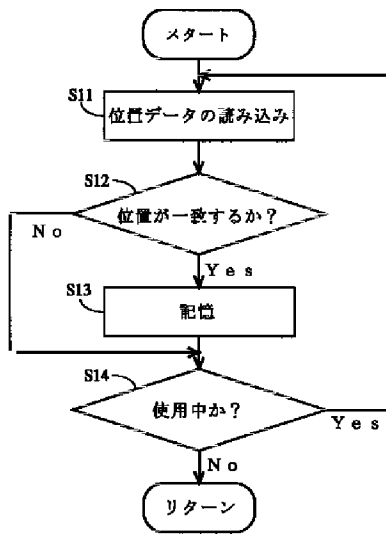 スタート
S11
位置データの読み込み
S12
位置が一致するか?
No
Yes
S13
記憶
S14
使用中か?
Yes
No
リターン